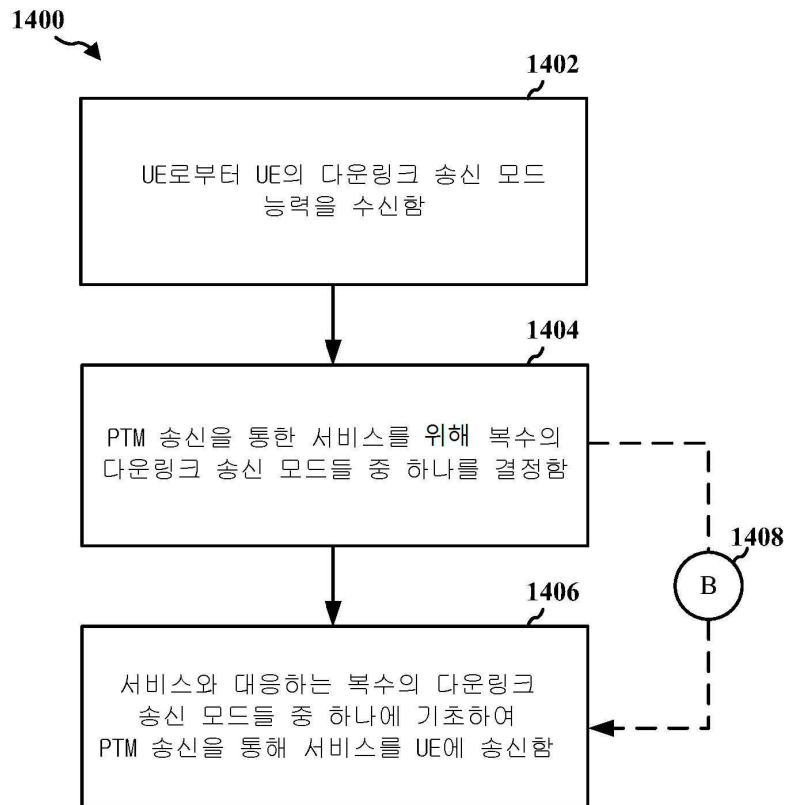 1400
1402
UE로부터 UE의 다운링크 송신 모드
능력을 수신함
1404
PTM 송신을 통한 서비스를 위해 복수의
다운링크 송신 모드들 중 하나를 결정함
1408
B
1406
서비스와 대응하는 복수의 다운링크
송신 모드들 중 하나에 기초하여
PTM 송신을 통해 서비스를 UE에 송신함